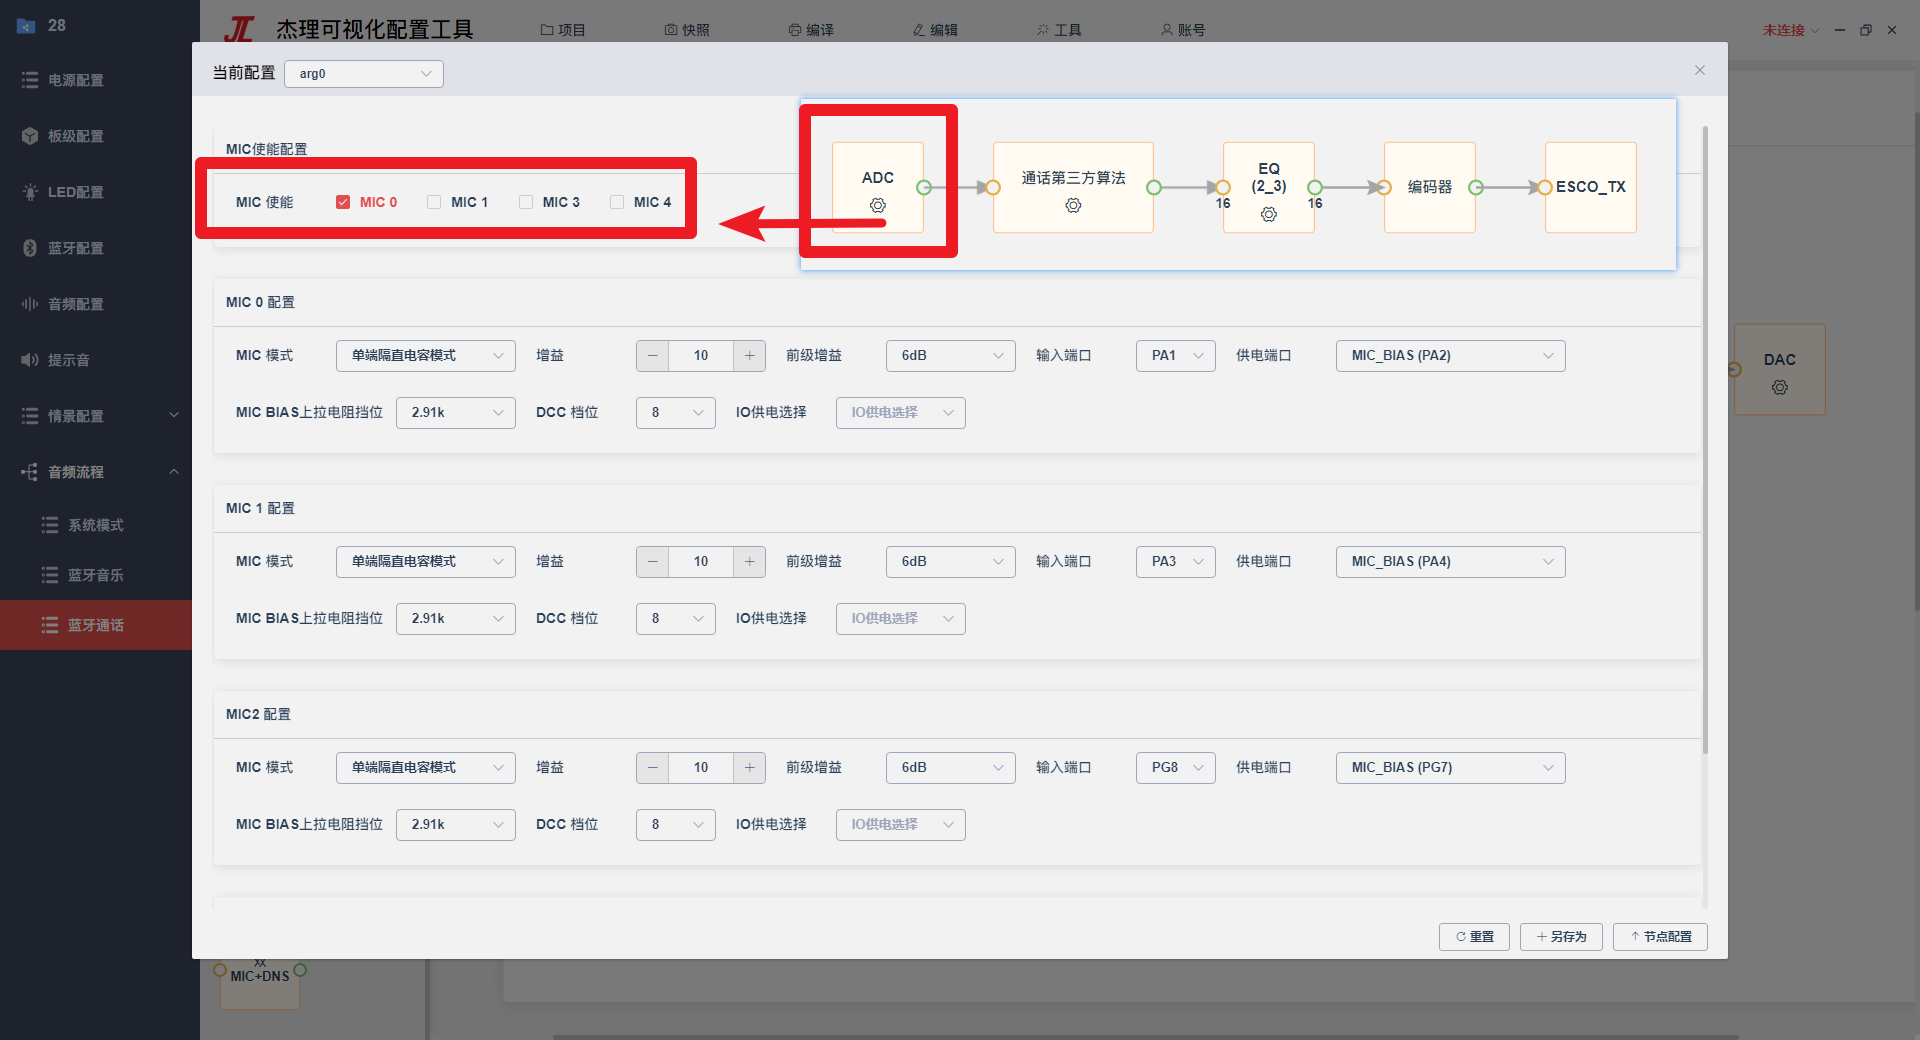 28
杰理可视化配置工具
项目
快照
编译
编辑
工具
账号
未连接
电源配置
板级配置
LED配置
蓝牙配置
音频配置
提示音
情景配置
音频流程
系统模式
蓝牙音乐
蓝牙通话
当前配置 arg0
MIC使能配置
MIC 使能 MIC 0 MIC 1 MIC 3 MIC 4
ADC
通话第三方算法
EQ
(2_3)
16 16
编码器
ESCO_TX
DAC
MIC 0 配置
MIC 模式 单端隔直电容模式 增益 10 前级增益 6dB 输入端口 PA1 供电端口 MIC_BIAS (PA2)
MIC BIAS上拉电阻挡位 2.91k DCC 档位 8 IO供电选择 IO供电选择
MIC 1 配置
MIC 模式 单端隔直电容模式 增益 10 前级增益 6dB 输入端口 PA3 供电端口 MIC_BIAS (PA4)
MIC BIAS上拉电阻挡位 2.91k DCC 档位 8 IO供电选择 IO供电选择
MIC2 配置
MIC 模式 单端隔直电容模式 增益 10 前级增益 6dB 输入端口 PG8 供电端口 MIC_BIAS (PG7)
MIC BIAS上拉电阻挡位 2.91k DCC 档位 8 IO供电选择 IO供电选择
重置 另存为 节点配置
MIC+DNS